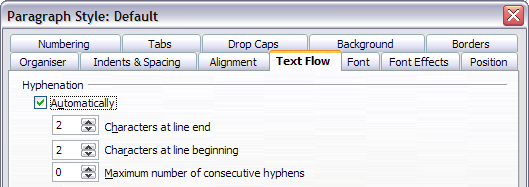 Paragraph Style: Default
Numbering Tabs Drop Caps Background Borders
Organiser Indents & Spacing Alignment Text Flow Font Font Effects Position
Hyphenation
Automatically
2 Characters at line end
2 Characters at line beginning
0 Maximum number of consecutive hyphens